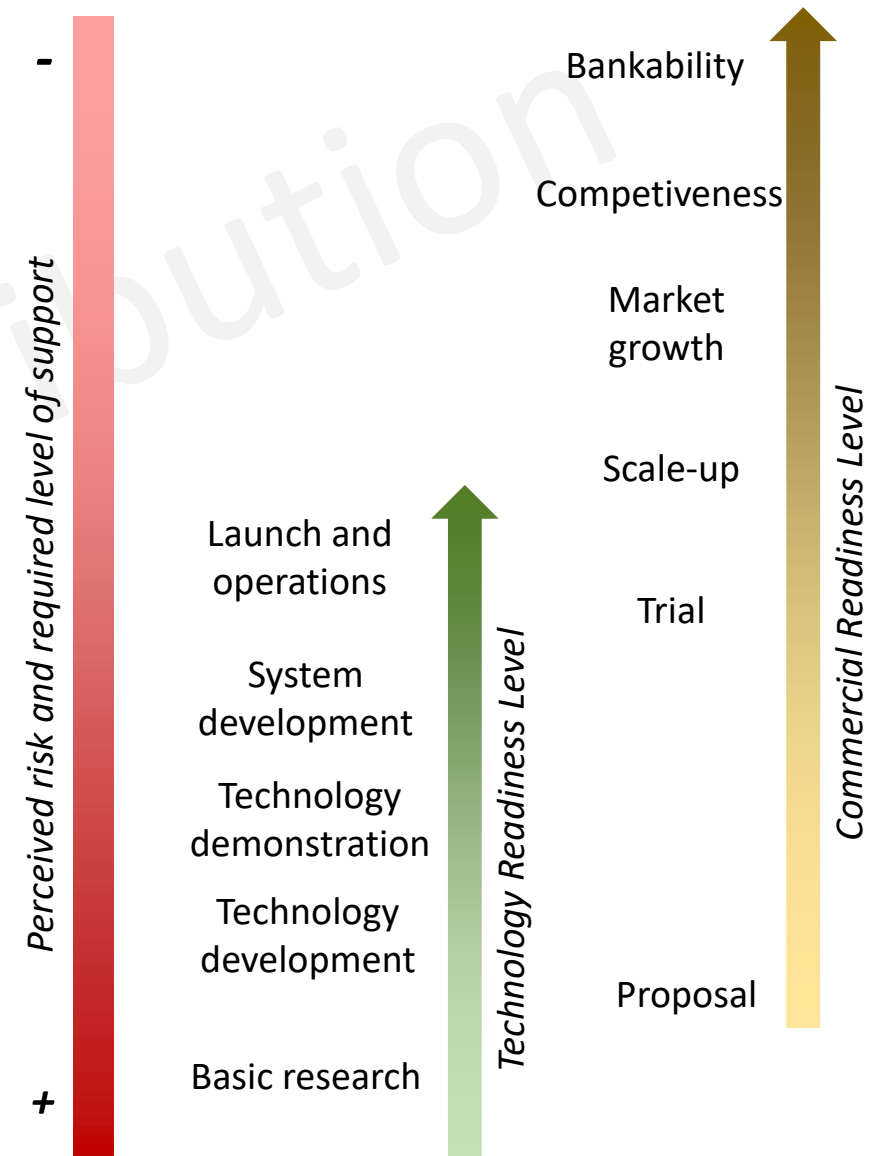 -
Perceived risk and required level of support
+
Launch and
operations
System
development
Technology
demonstration
Technology
development
Basic research
Technology Readiness Level
Bankability
Competiveness
Market
growth
Scale-up
Trial
Proposal
Commercial Readiness Level
ibution